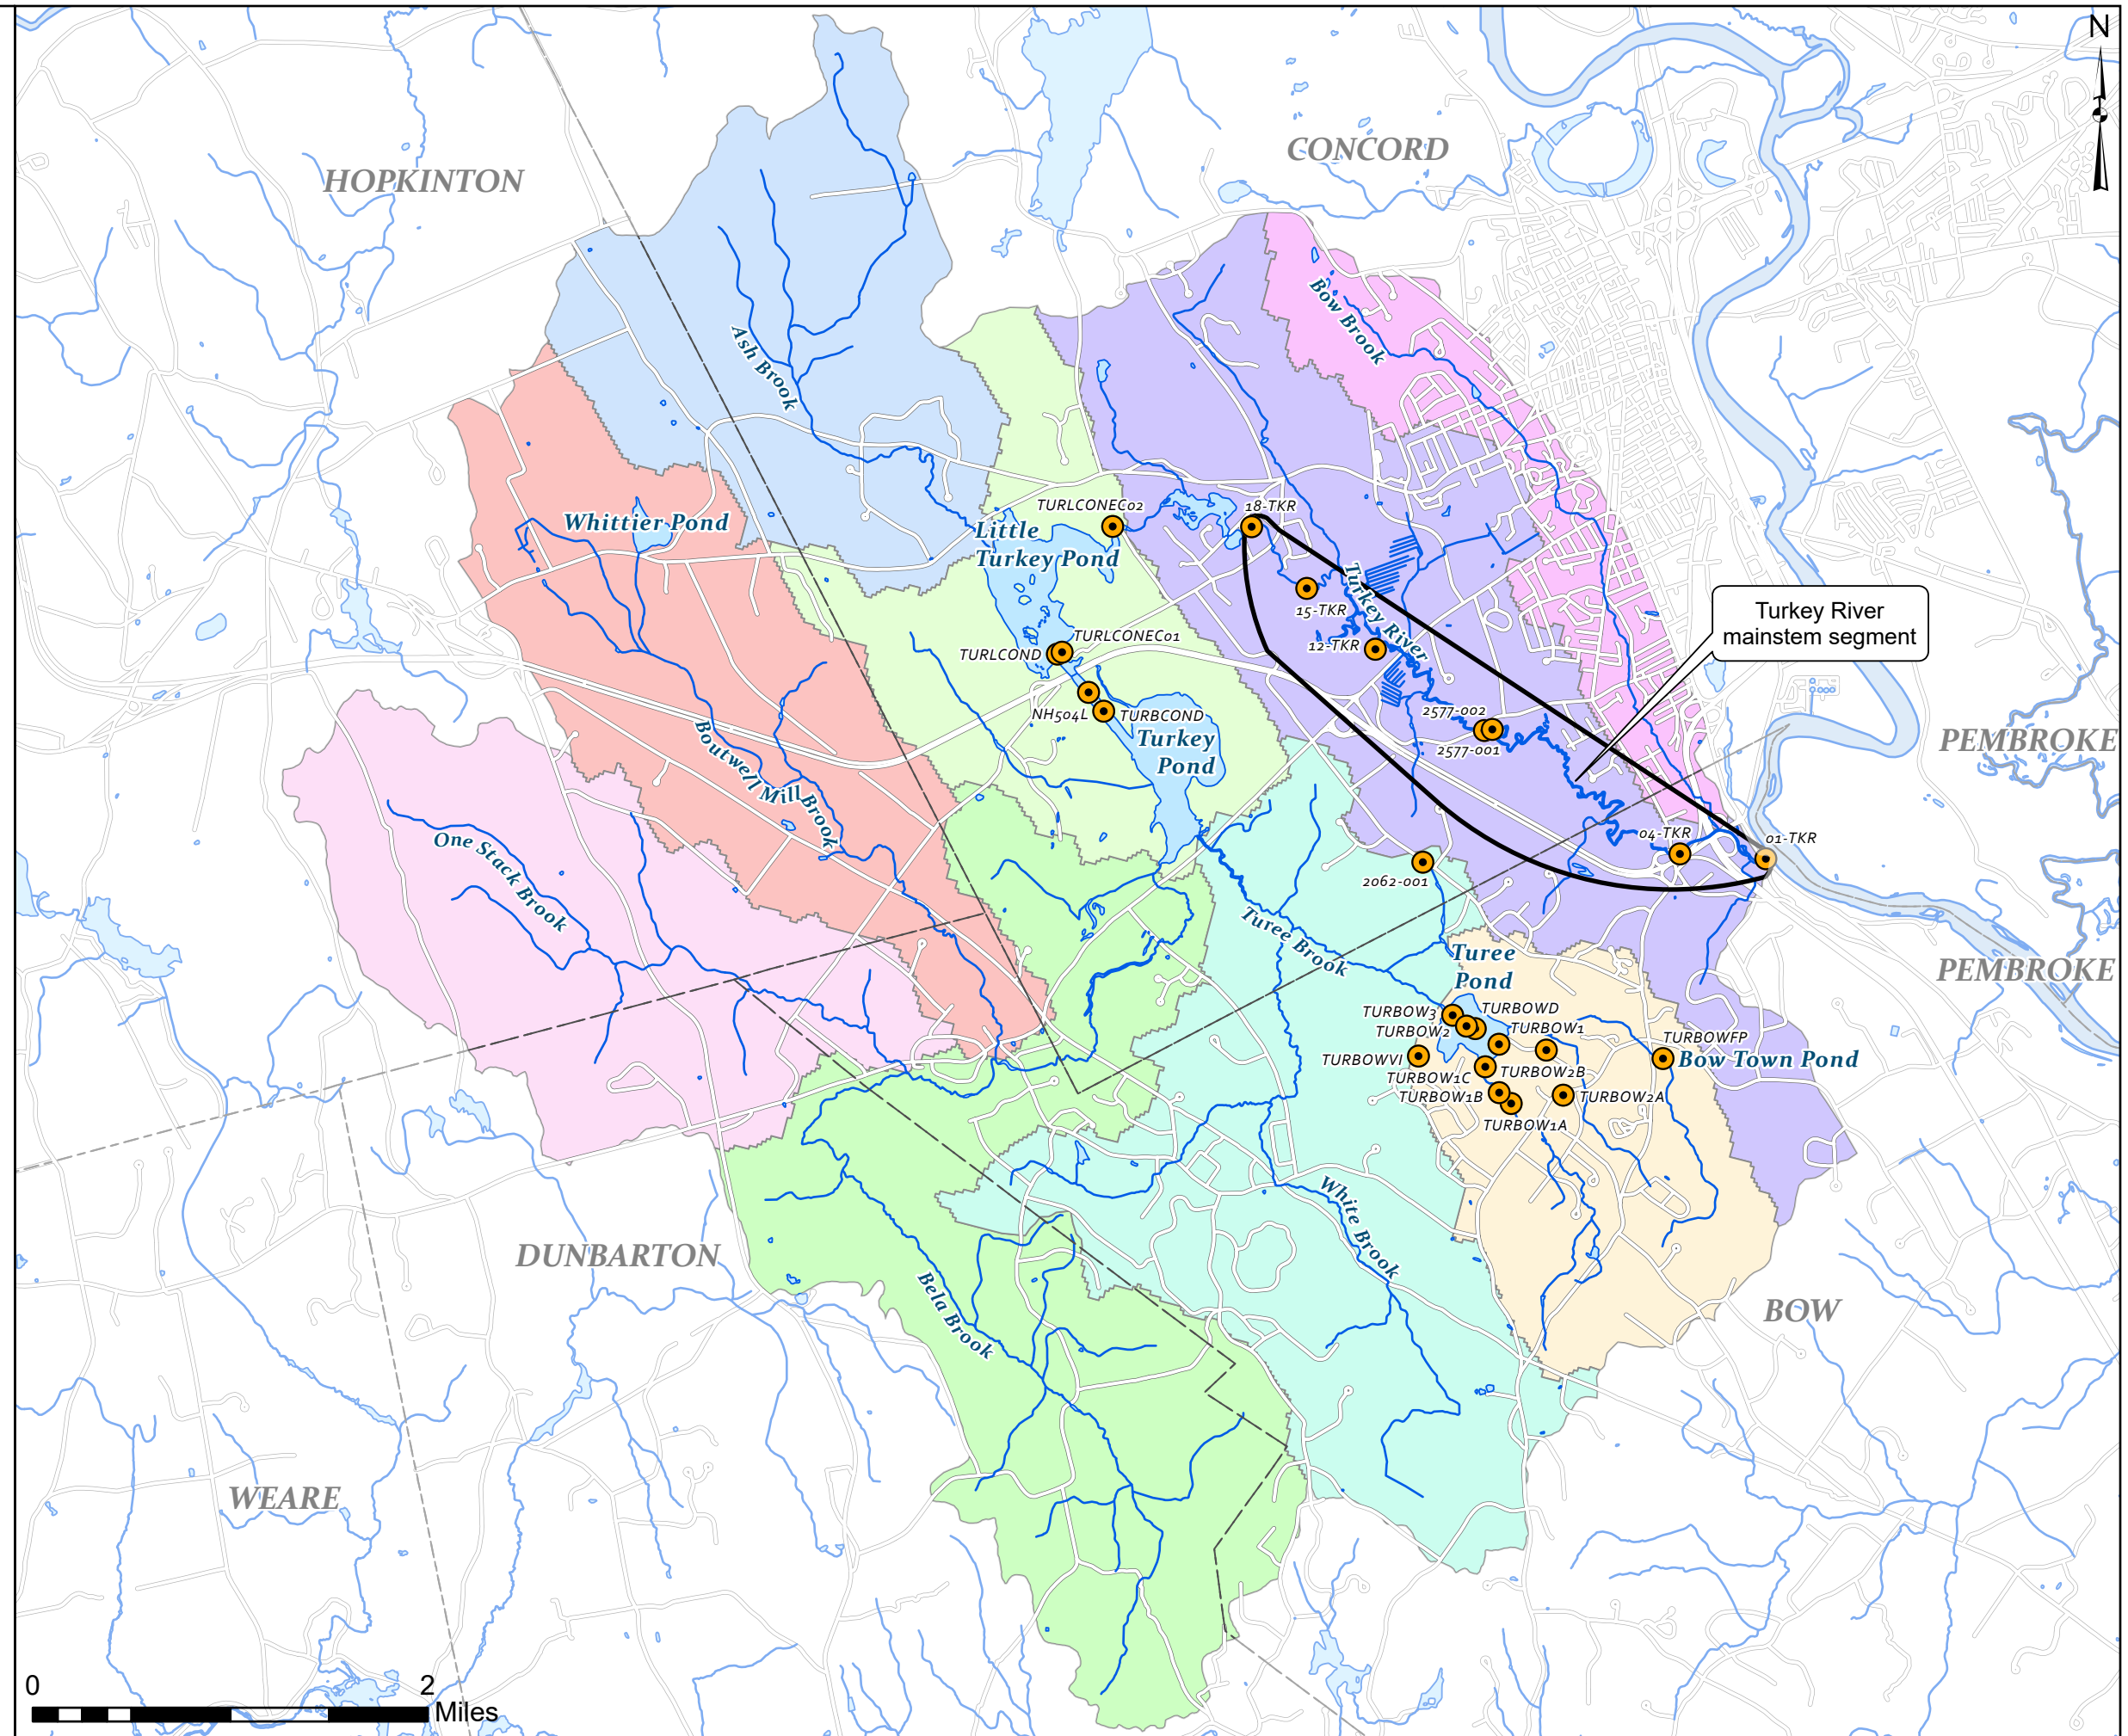 N
CONCORD
HOPKINTON
Bow Brook
Ash Brook
TURLCONEC02
18-TKR
Whittier Pond
Little
Turkey Pond
Turkey River
15-TKR
Turkey River
mainstem segment
TURLCONEC01
TURLCOND
12-TKR
NH504L
TURBCOND
2577-002
Turkey
Pond
2577-001
PEMBROKE
Boutwell Mill Brook
One Stack Brook
04-TKR
01-TKR
2062-001
Turee Brook
Turee
Pond
PEMBROKE
TURBOW3
TURBOWD
TURBOW2
TURBOW1
TURBOWFP
TURBOWVI
Bow Town Pond
TURBOW1C
TURBOW2B
TURBOW1B
TURBOW2A
TURBOW1A
White Brook
DUNBARTON
Bela Brook
BOW
WEARE
0
2
Miles